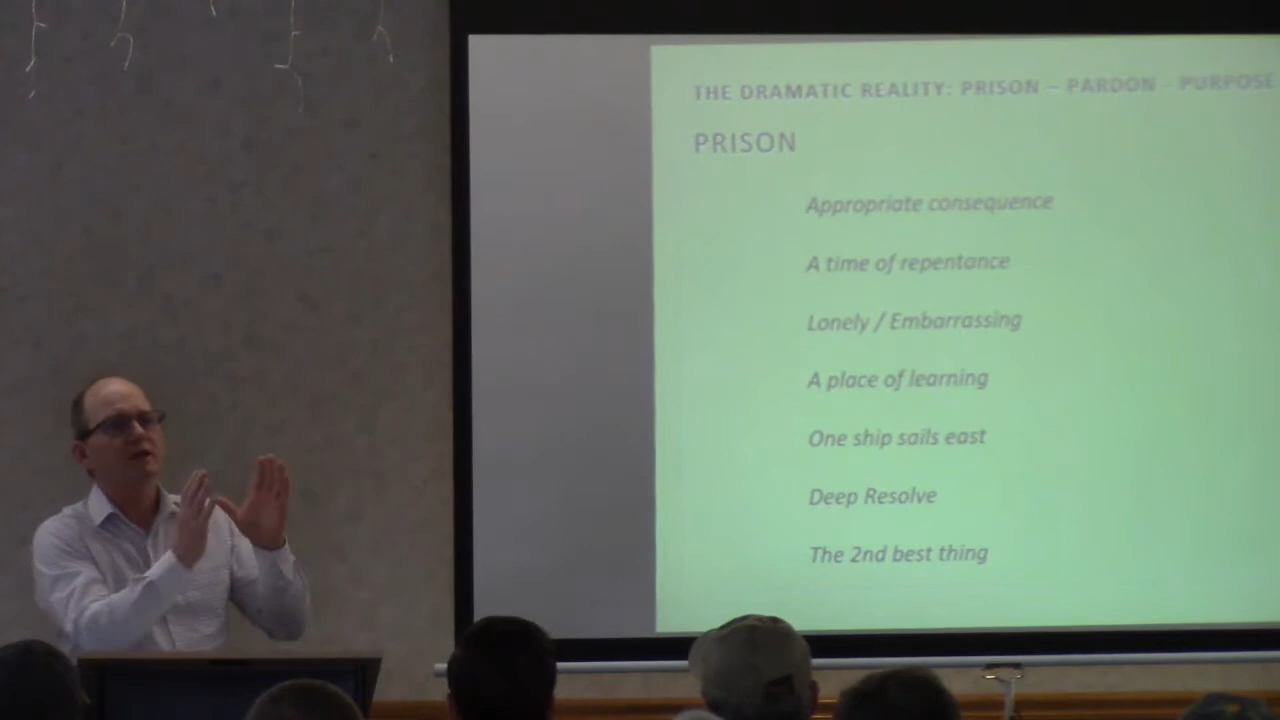 THE DRAMATIC REALITY: PRISON – PARDON - PURPOSE
PRISON
Appropriate consequence
A time of repentance
Lonely / Embarrassing
A place of learning
One ship sails east
Deep Resolve
The 2nd best thing